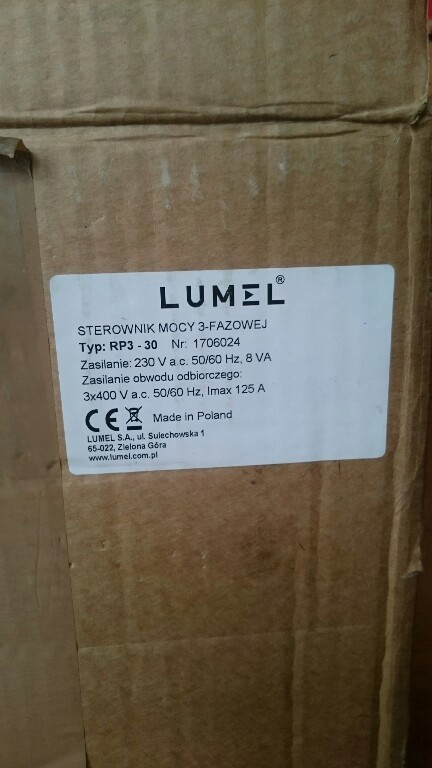 LUMEL®
STEROWNIK MOCY 3-FAZOWEJ
Typ: RP3 - 30 Nr: 1706024
Zasilanie: 230 V a.c. 50/60 Hz, 8 VA
Zasilanie obwodu odbiorczego:
3x400 V a.c. 50/60 Hz, Imax 125 A
CE Made in Poland
LUMEL S.A., ul. Sulechowska 1
65-022, Zielona Góra
www.lumel.com.pl